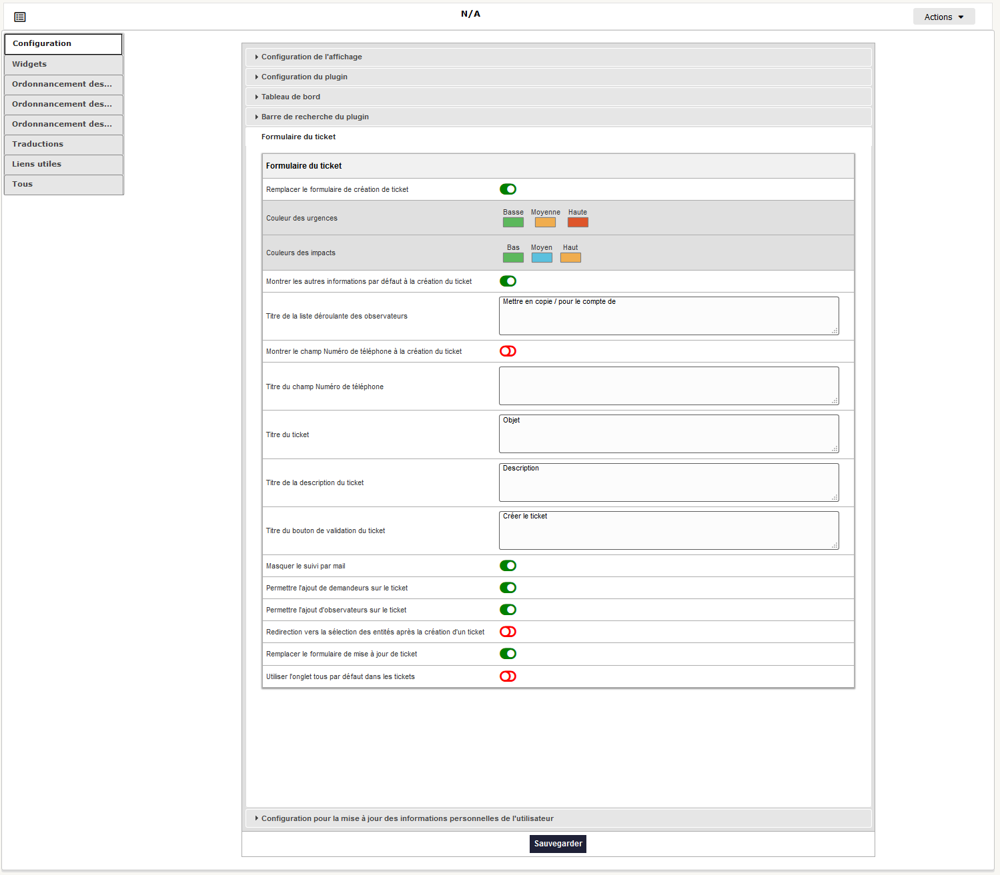 N/A
Actions
Configuration
Widgets
Ordonnancement des...
Ordonnancement des...
Ordonnancement des...
Traductions
Liens utiles
Tous
Configuration de l'affichage
Configuration du plugin
Tableau de bord
Barre de recherche du plugin
Formulaire du ticket
Formulaire du ticket
Remplacer le formulaire de création de ticket
Couleur des urgences
Basse Moyenne Haute
Couleurs des impacts
Bas Moyen Haut
Montrer les autres informations par défaut à la création du ticket
Titre de la liste déroulante des observateurs
Mettre en copie / pour le compte de
Montrer le champ Numéro de téléphone à la création du ticket
Titre du champ Numéro de téléphone
Titre du ticket
Objet
Titre de la description du ticket
Description
Titre du bouton de validation du ticket
Créer le ticket
Masquer le suivi par mail
Permettre l'ajout de demandeurs sur le ticket
Permettre l'ajout d'observateurs sur le ticket
Redirection vers la sélection des entités après la création d'un ticket
Remplacer le formulaire de mise à jour de ticket
Utiliser l'onglet tous par défaut dans les tickets
Configuration pour la mise à jour des informations personnelles de l'utilisateur
Sauvegarder